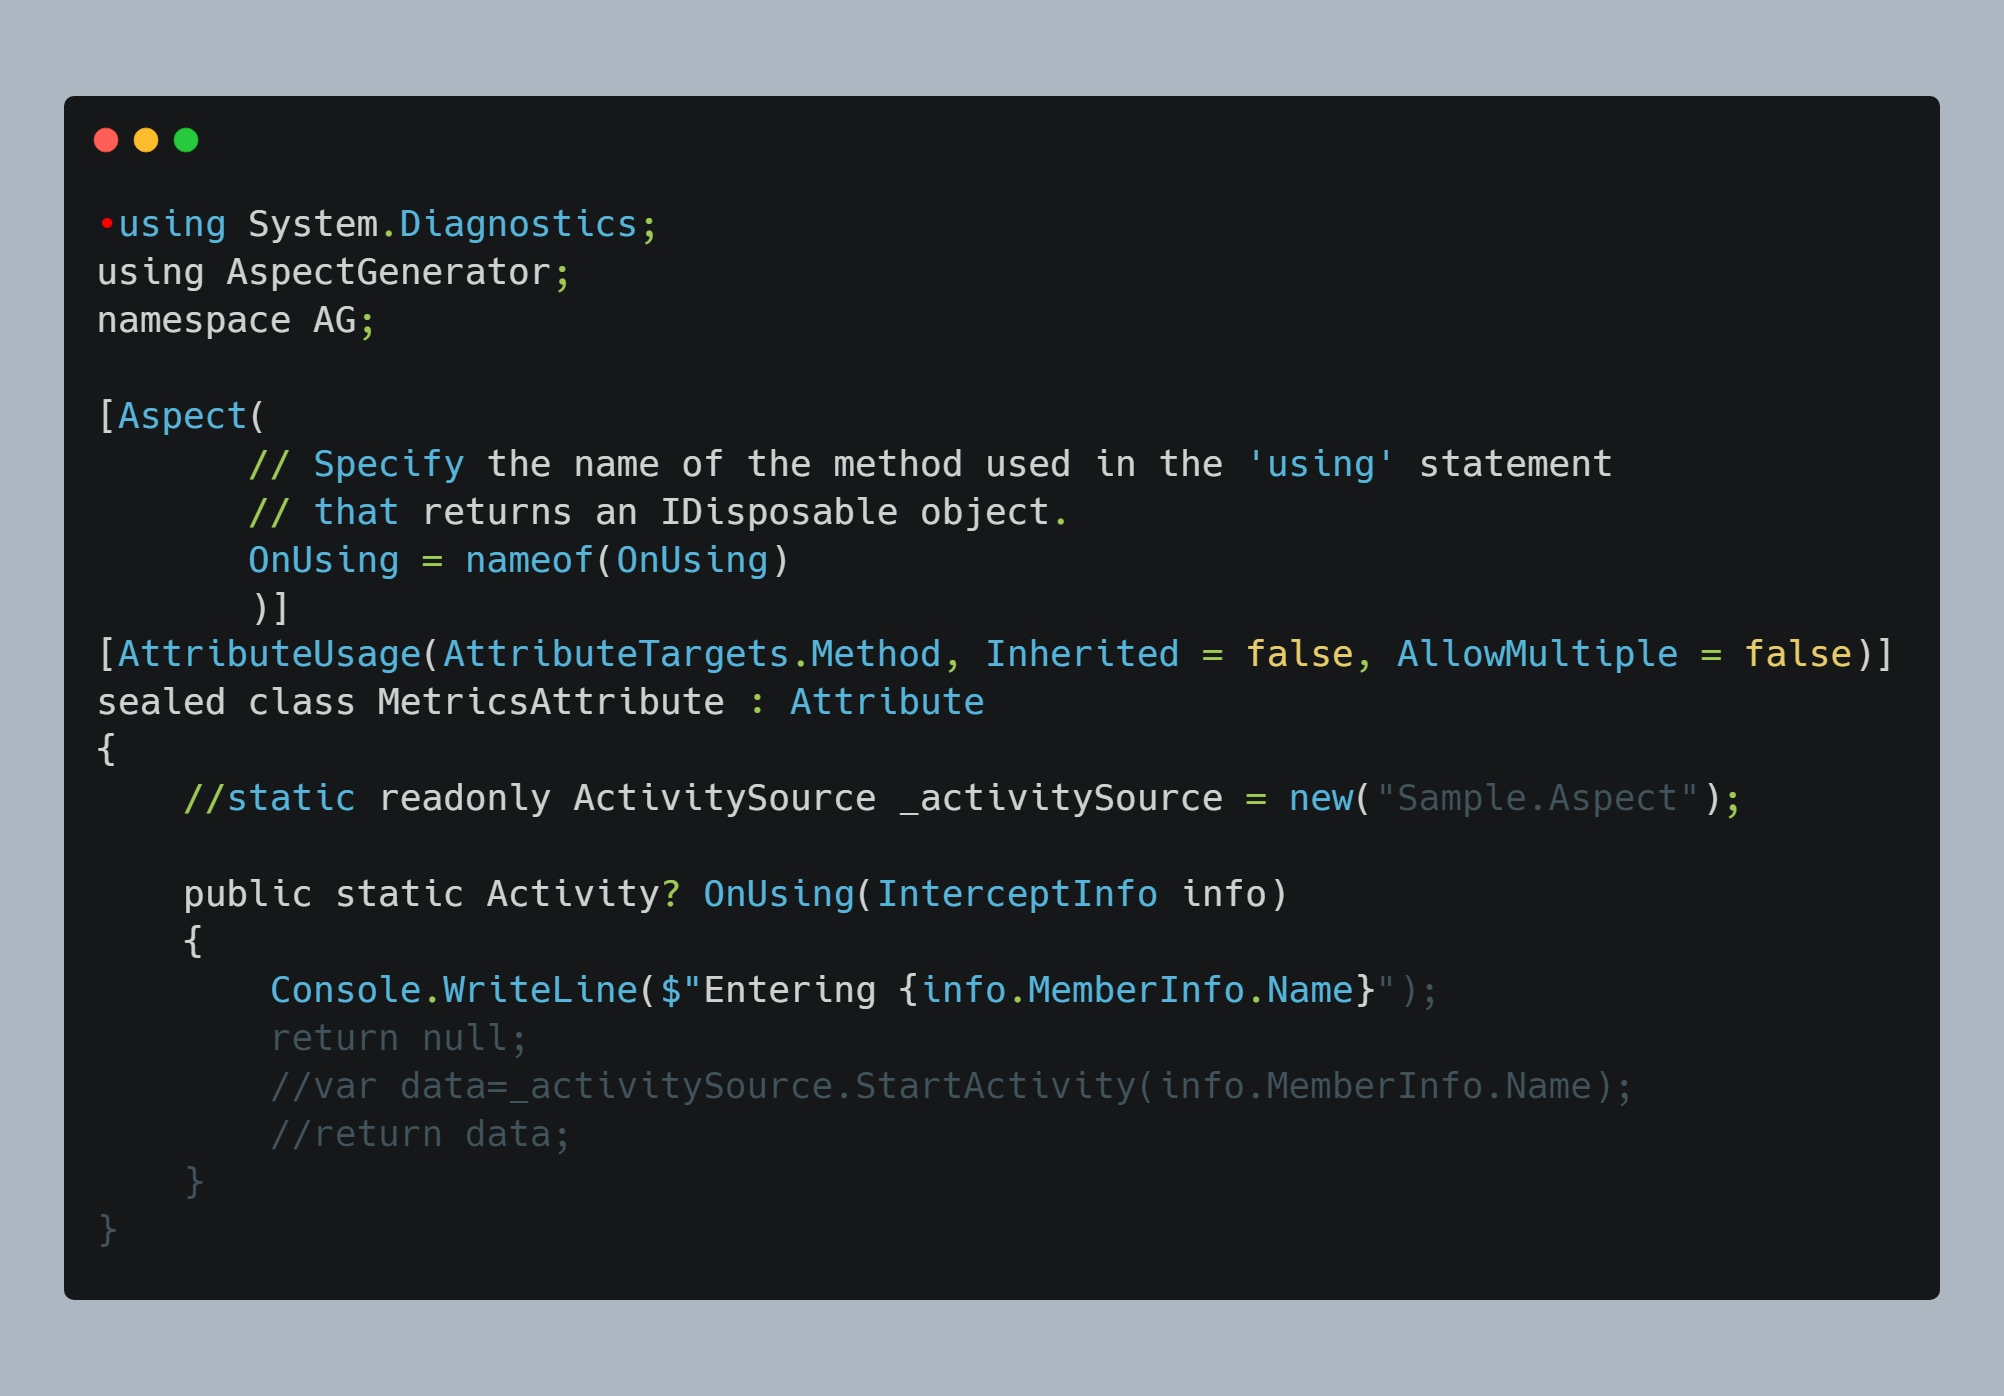 •using System.Diagnostics;
using AspectGenerator;
namespace AG;
[Aspect(
// Specify the name of the method used in the 'using' statement
// that returns an IDisposable object.
OnUsing = nameof(OnUsing)
)]
[AttributeUsage(AttributeTargets.Method, Inherited = false, AllowMultiple = false)]
sealed class MetricsAttribute : Attribute
{
//static readonly ActivitySource _activitySource = new("Sample.Aspect");
public static Activity? OnUsing(InterceptInfo info)
{
Console.WriteLine($"Entering {info.MemberInfo.Name}");
return null;
//var data=_activitySource.StartActivity(info.MemberInfo.Name);
//return data;
}
}